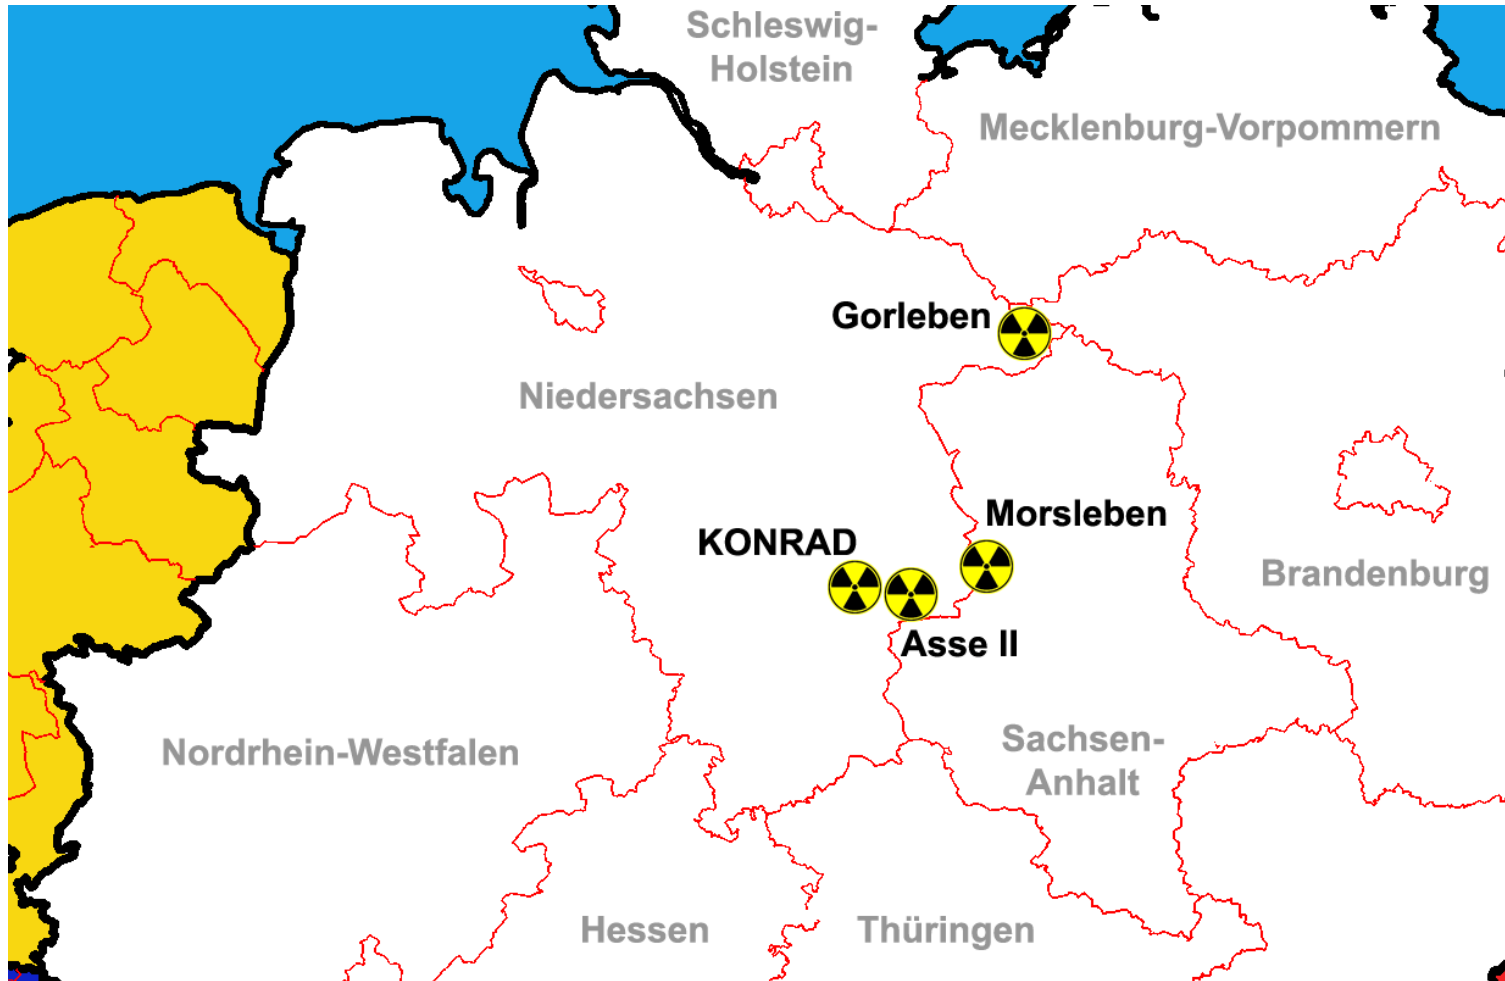 Schleswig-
Holstein
Mecklenburg-Vorpommern
Gorleben
Niedersachsen
Morsleben
KONRAD
Brandenburg
Asse II
Nordrhein-Westfalen
Sachsen-
Anhalt
Hessen
Thüringen